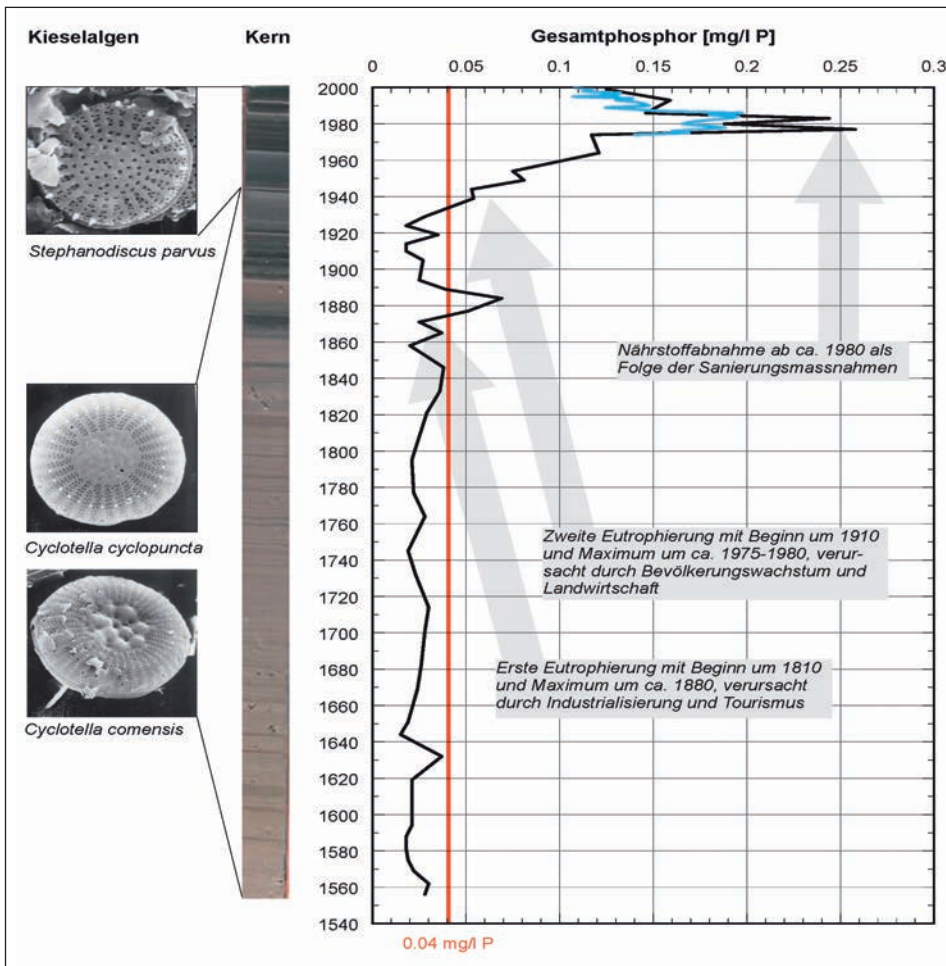 Kieselalgen
Kern
Gesamtphosphor [mg/l P]
0 0.05 0.1 0.15 0.2 0.25 0.3
2000
1980
1960
1940
1920
1900
1880
1860
1840
1820
1800
1780
1760
1740
1720
1700
1680
1660
1640
1620
1600
1580
1560
1540
Stephanodiscus parvus
Cyclotella cyclopuncta
Cyclotella comensis
Nährstoffabnahme ab ca. 1980 als
Folge der Sanierungsmassnahmen
Zweite Eutrophierung mit Beginn um 1910
und Maximum um ca. 1975-1980, verur-
sacht durch Bevölkerungswachstum und
Landwirtschaft
Erste Eutrophierung mit Beginn um 1810
und Maximum um ca. 1880, verursacht
durch Industrialisierung und Tourismus
0.04 mg/l P